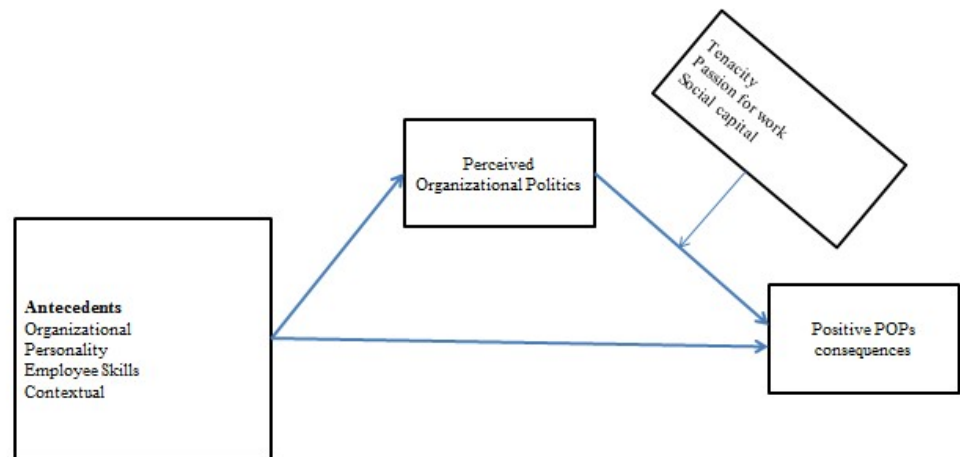 Tenacity
Passion for work
Social capital
Perceived
Organizational Politics
Antecedents
Organizational
Personality
Employee Skills
Contextual
Positive POPs
consequences